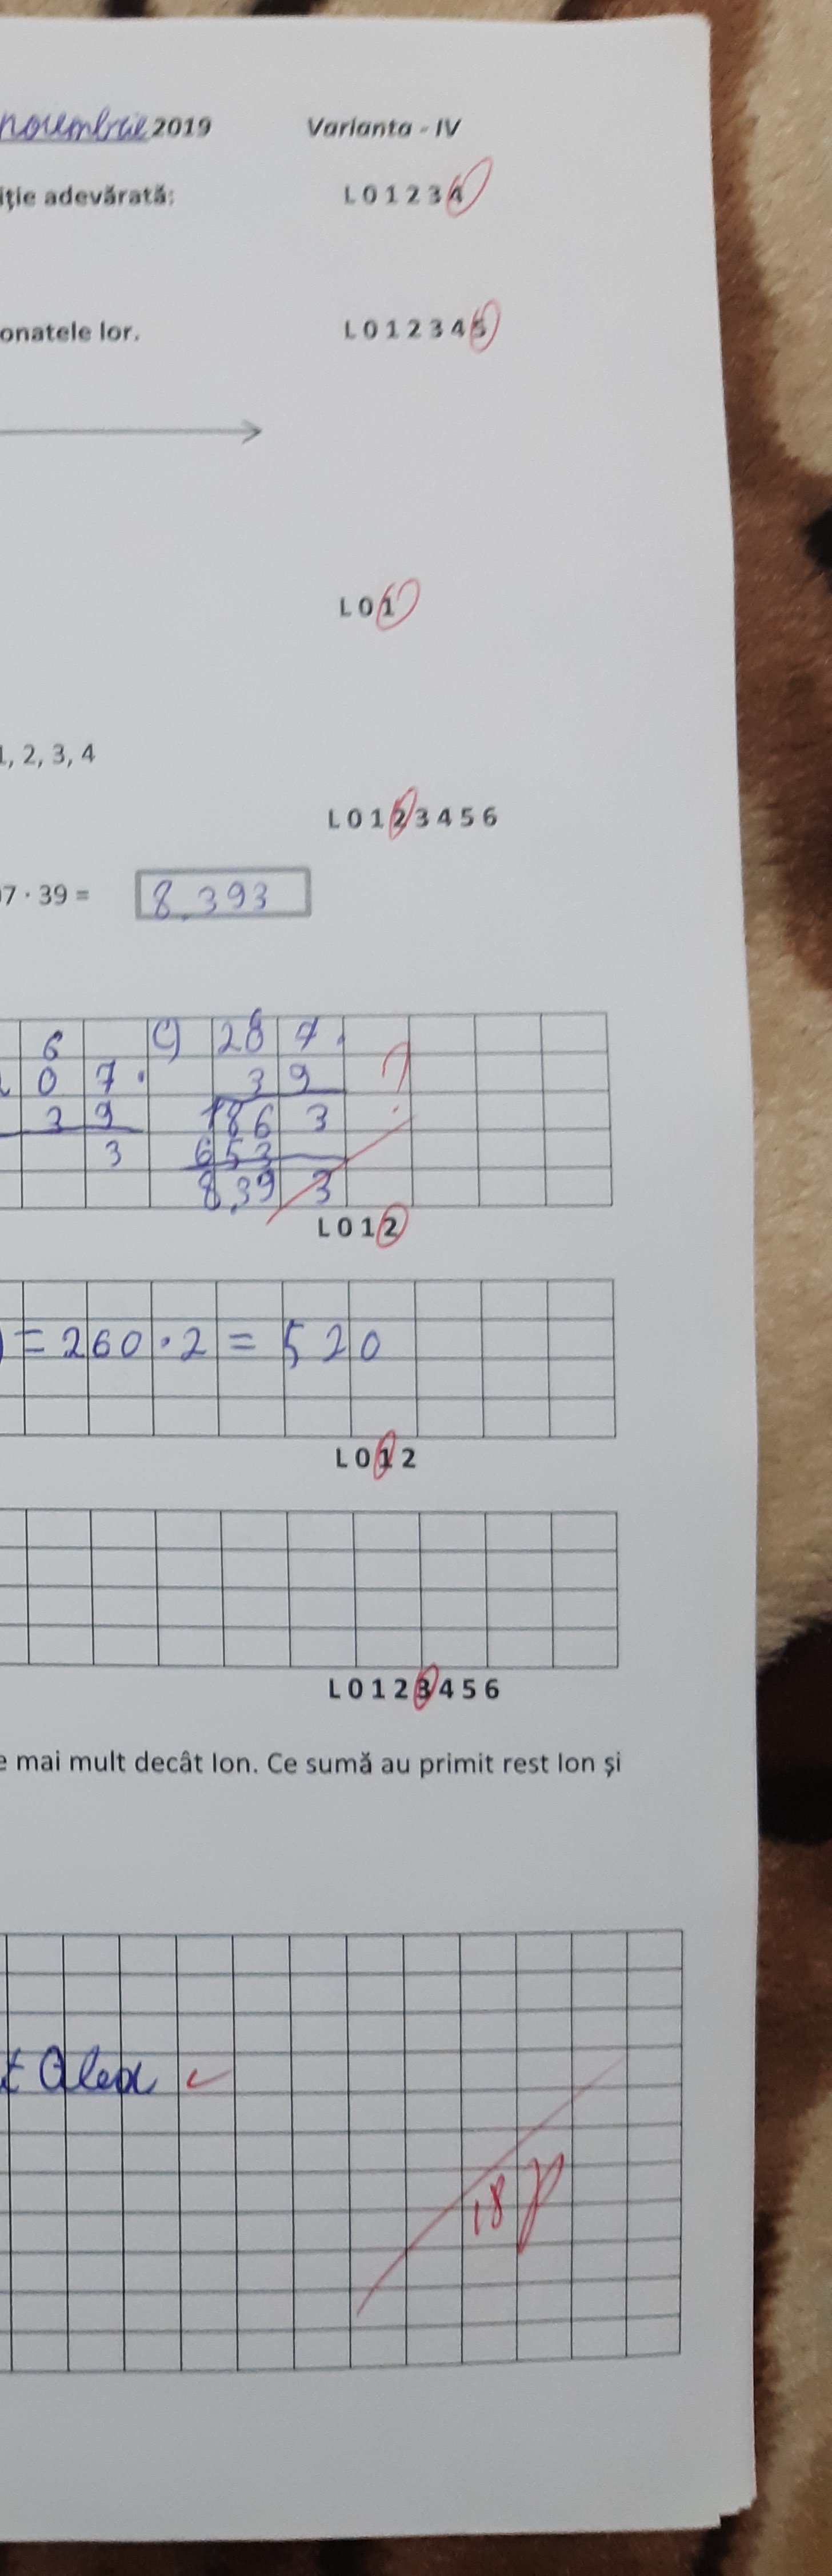 noiembrie 2019 Varianta - IV
iție adevărată: L 0 1 2 3 4
onatele lor. L 0 1 2 3 4 5
L 0 1
1, 2, 3, 4
L 0 1 2 3 4 5 6
07 · 39 = 8.393
6 c) 28 7 ·
0 7 · 3 9
3 9 186 3
3 653
8,39 3
L 0 1 2
) = 260 · 2 = 520
L 0 1 2
L 0 1 2 3 4 5 6
e mai mult decât Ion. Ce sumă au primit rest Ion și
t Alex
18 p